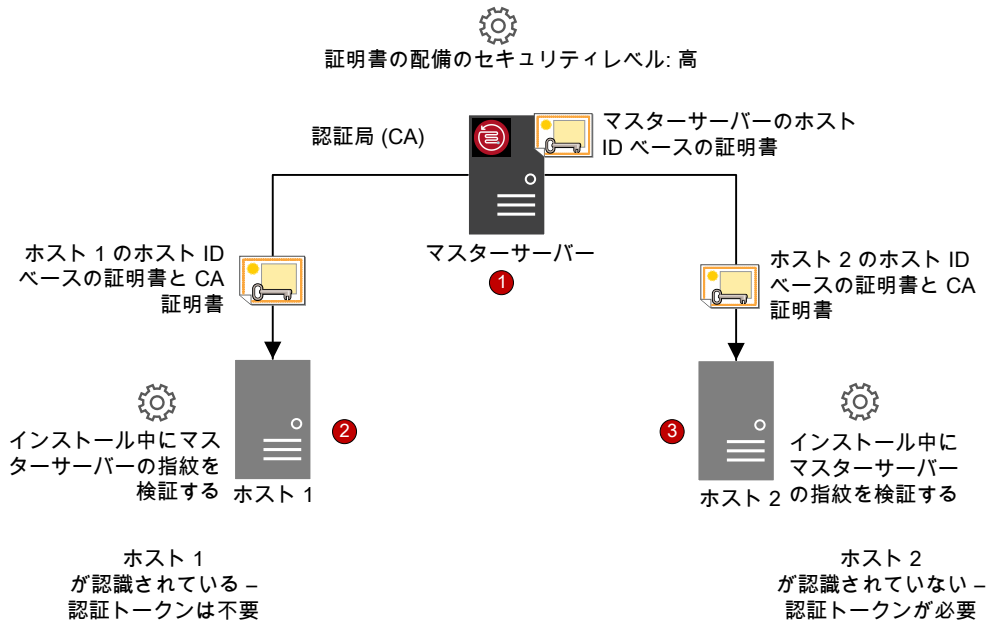 証明書の配備のセキュリティレベル: 高
認証局 (CA)
マスターサーバーのホスト
ID ベースの証明書
マスターサーバー
1
ホスト 1 のホスト ID
ベースの証明書と CA
証明書
ホスト 2 のホスト ID
ベースの証明書と CA
証明書
インストール中にマス
ターサーバーの指紋を
検証する
ホスト 1
2
3
ホスト 2
インストール中に
マスターサーバー
の指紋を検証する
ホスト 1
が認識されている –
認証トークンは不要
ホスト 2
が認識されていない –
認証トークンが必要